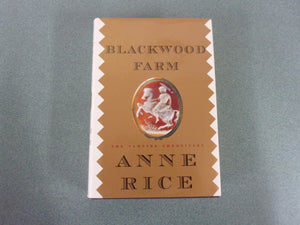 BLACKWOOD
FARM
THE VAMPIRE CHRONICLES
ANNE
RICE